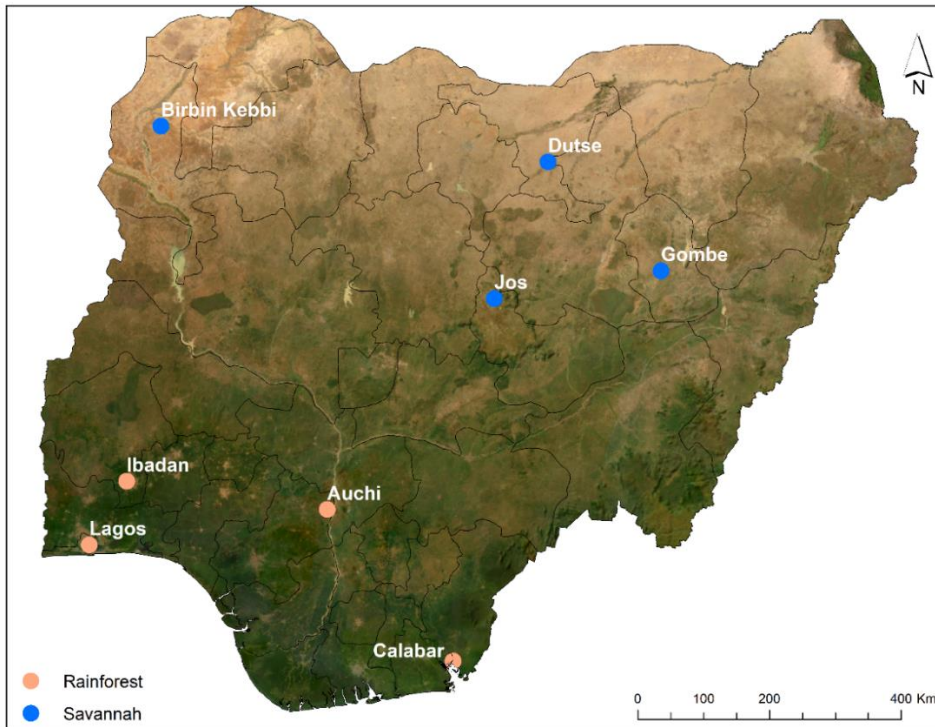 N
Birbin Kebbi
Dutse
Gombe
Jos
Ibadan
Auchi
Lagos
Calabar
Rainforest
Savannah
0 100 200 400 Km